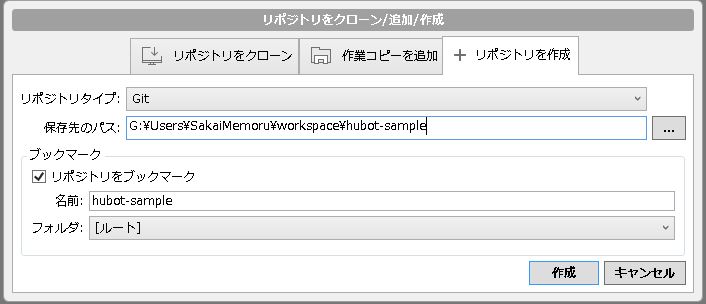 リポジトリをクローン/追加/作成
リポジトリをクローン 作業コピーを追加 リポジトリを作成
リポジトリタイプ: Git
保存先のパス: G:¥Users¥SakaiMemoru¥workspace¥hubot-sample ...
ブックマーク
リポジトリをブックマーク
名前: hubot-sample
フォルダ: [ルート]
作成 キャンセル